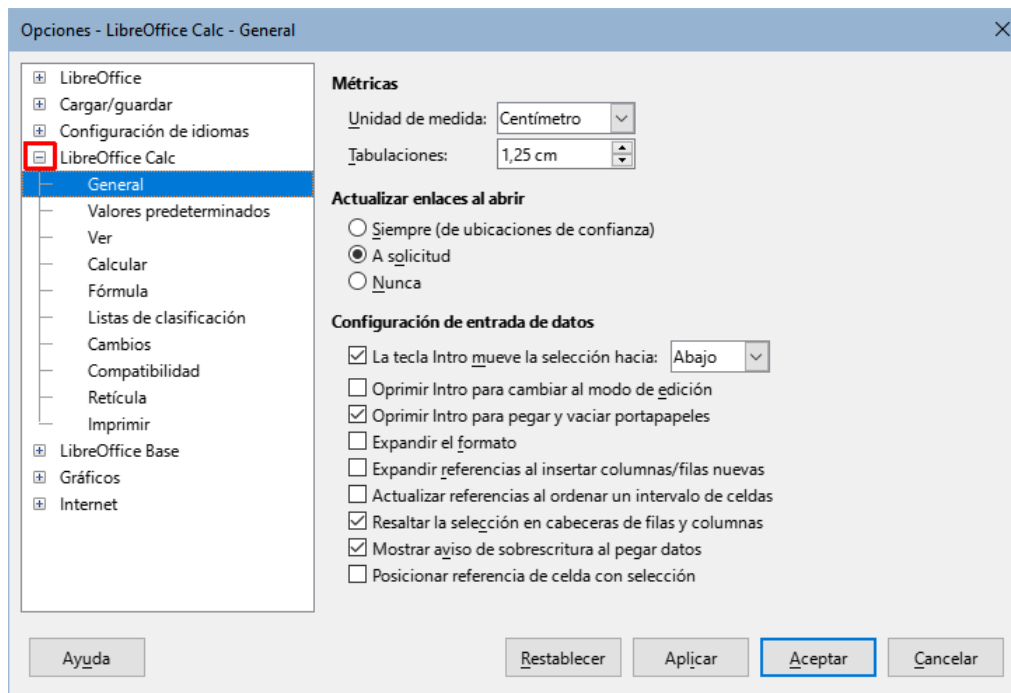 Opciones - LibreOffice Calc - General
LibreOffice
Cargar/guardar
Configuración de idiomas
LibreOffice Calc
General
Valores predeterminados
Ver
Calcular
Fórmula
Listas de clasificación
Cambios
Compatibilidad
Retícula
Imprimir
LibreOffice Base
Gráficos
Internet
Métricas
Unidad de medida: Centímetro
Tabulaciones: 1,25 cm
Actualizar enlaces al abrir
Siempre (de ubicaciones de confianza)
A solicitud
Nunca
Configuración de entrada de datos
La tecla Intro mueve la selección hacia: Abajo
Oprimir Intro para cambiar al modo de edición
Oprimir Intro para pegar y vaciar portapapeles
Expandir el formato
Expandir referencias al insertar columnas/filas nuevas
Actualizar referencias al ordenar un intervalo de celdas
Resaltar la selección en cabeceras de filas y columnas
Mostrar aviso de sobrescritura al pegar datos
Posicionar referencia de celda con selección
Ayuda Restablecer Aplicar Aceptar Cancelar